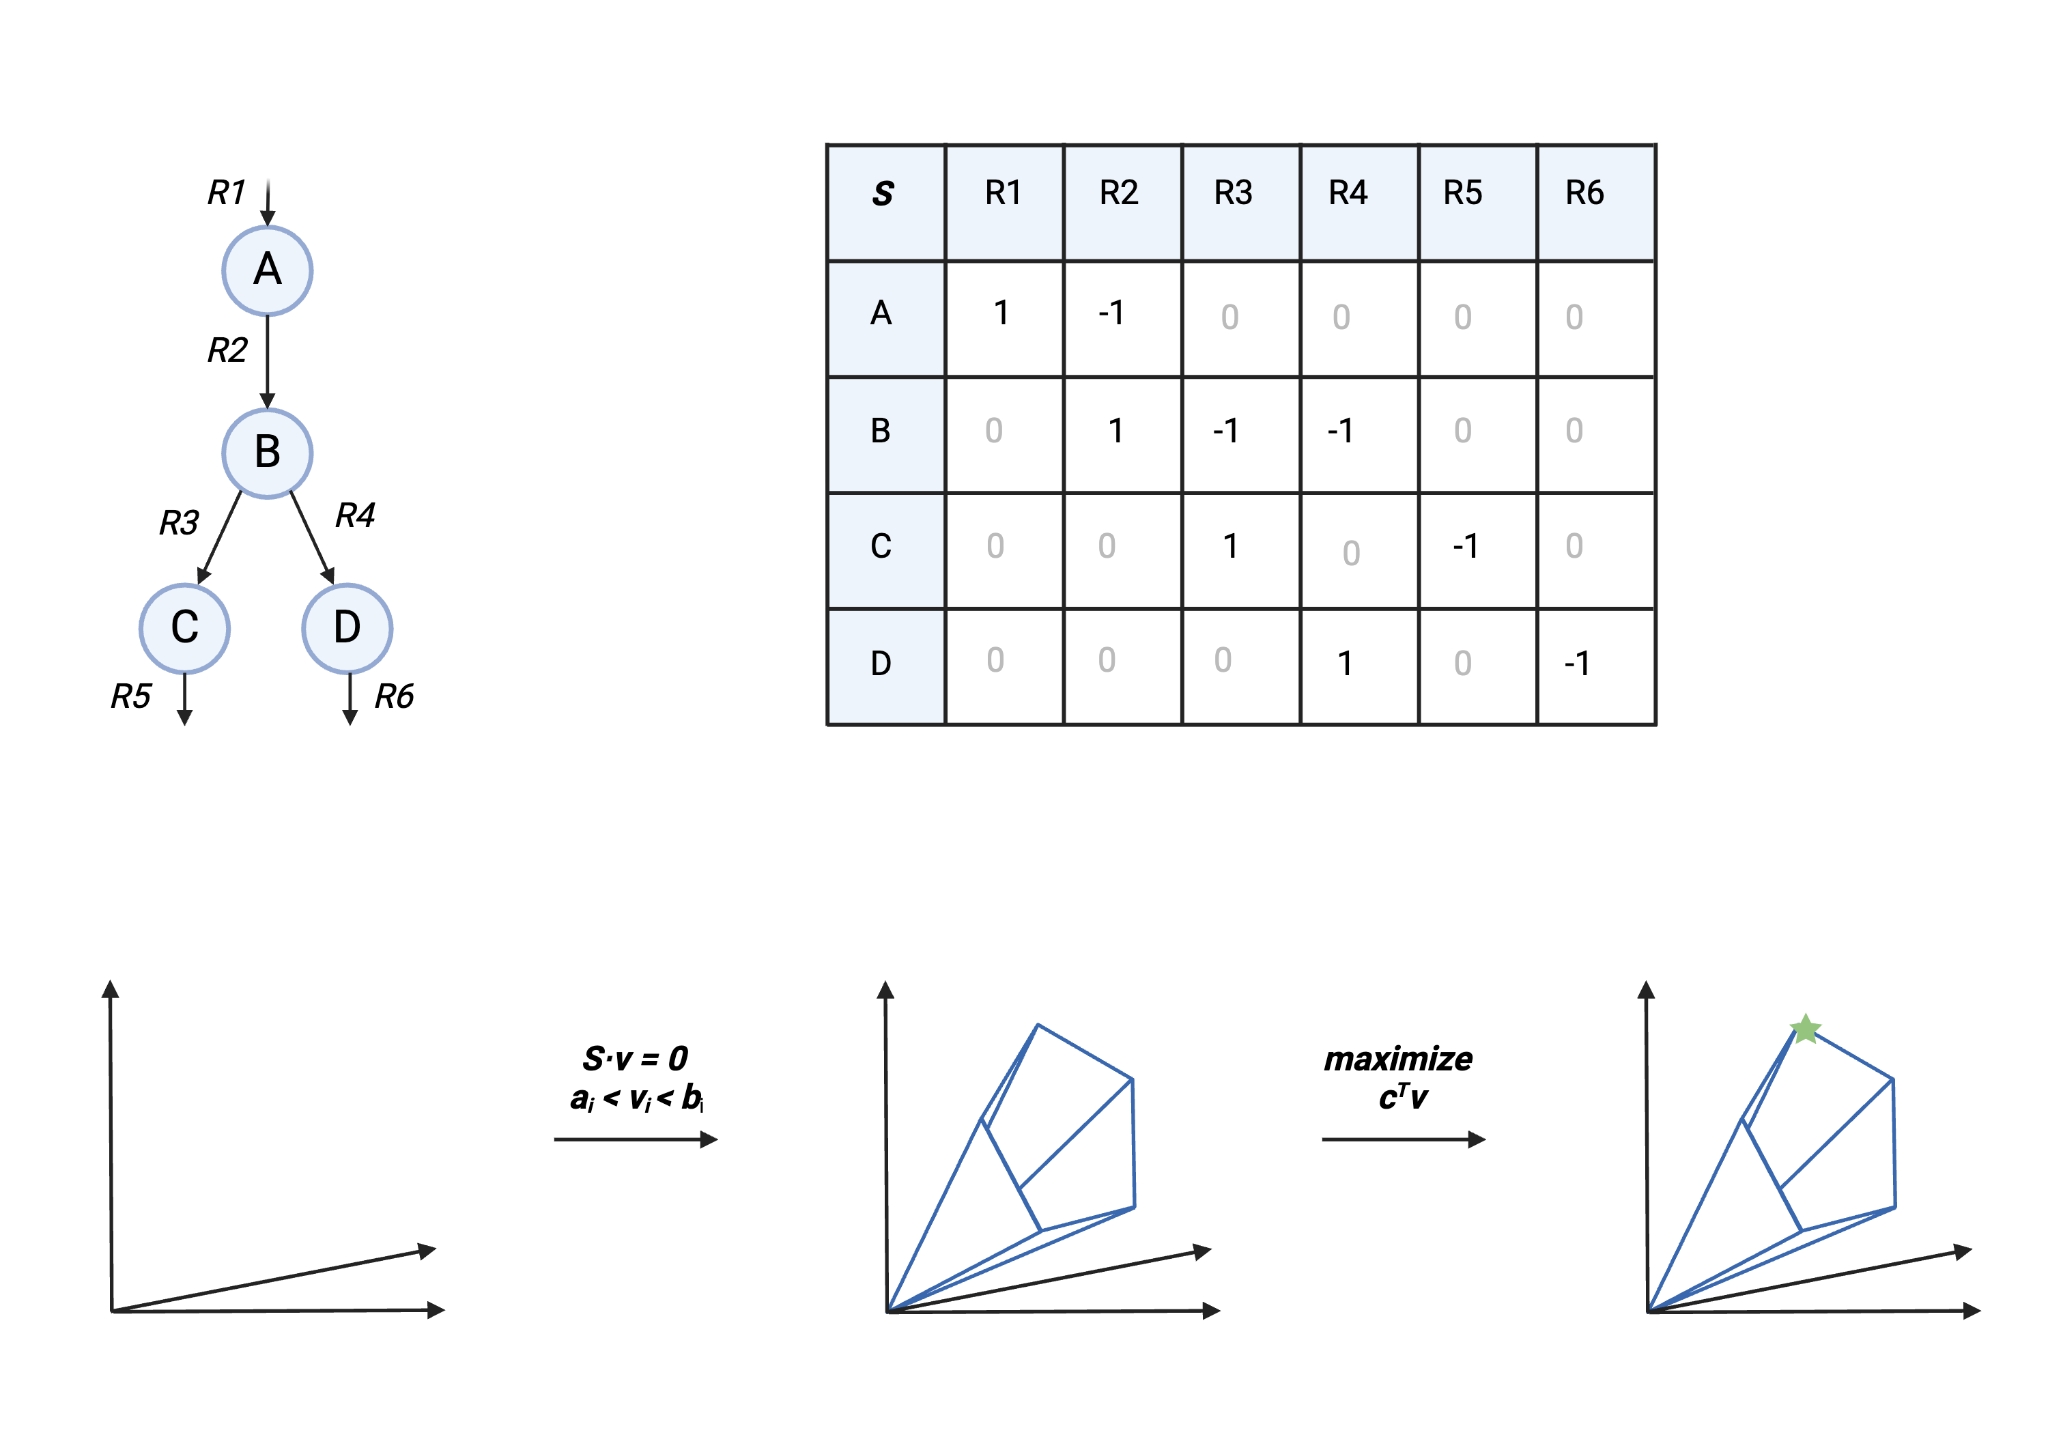 R1
A
R2
B
R3
R4
C
D
R5
R6
S R1 R2 R3 R4 R5 R6
A 1 -1 0 0 0 0
B 0 1 -1 -1 0 0
C 0 0 1 0 -1 0
D 0 0 0 1 0 -1
S·v = 0
aᵢ < vᵢ < bᵢ
maximize
cᵀv